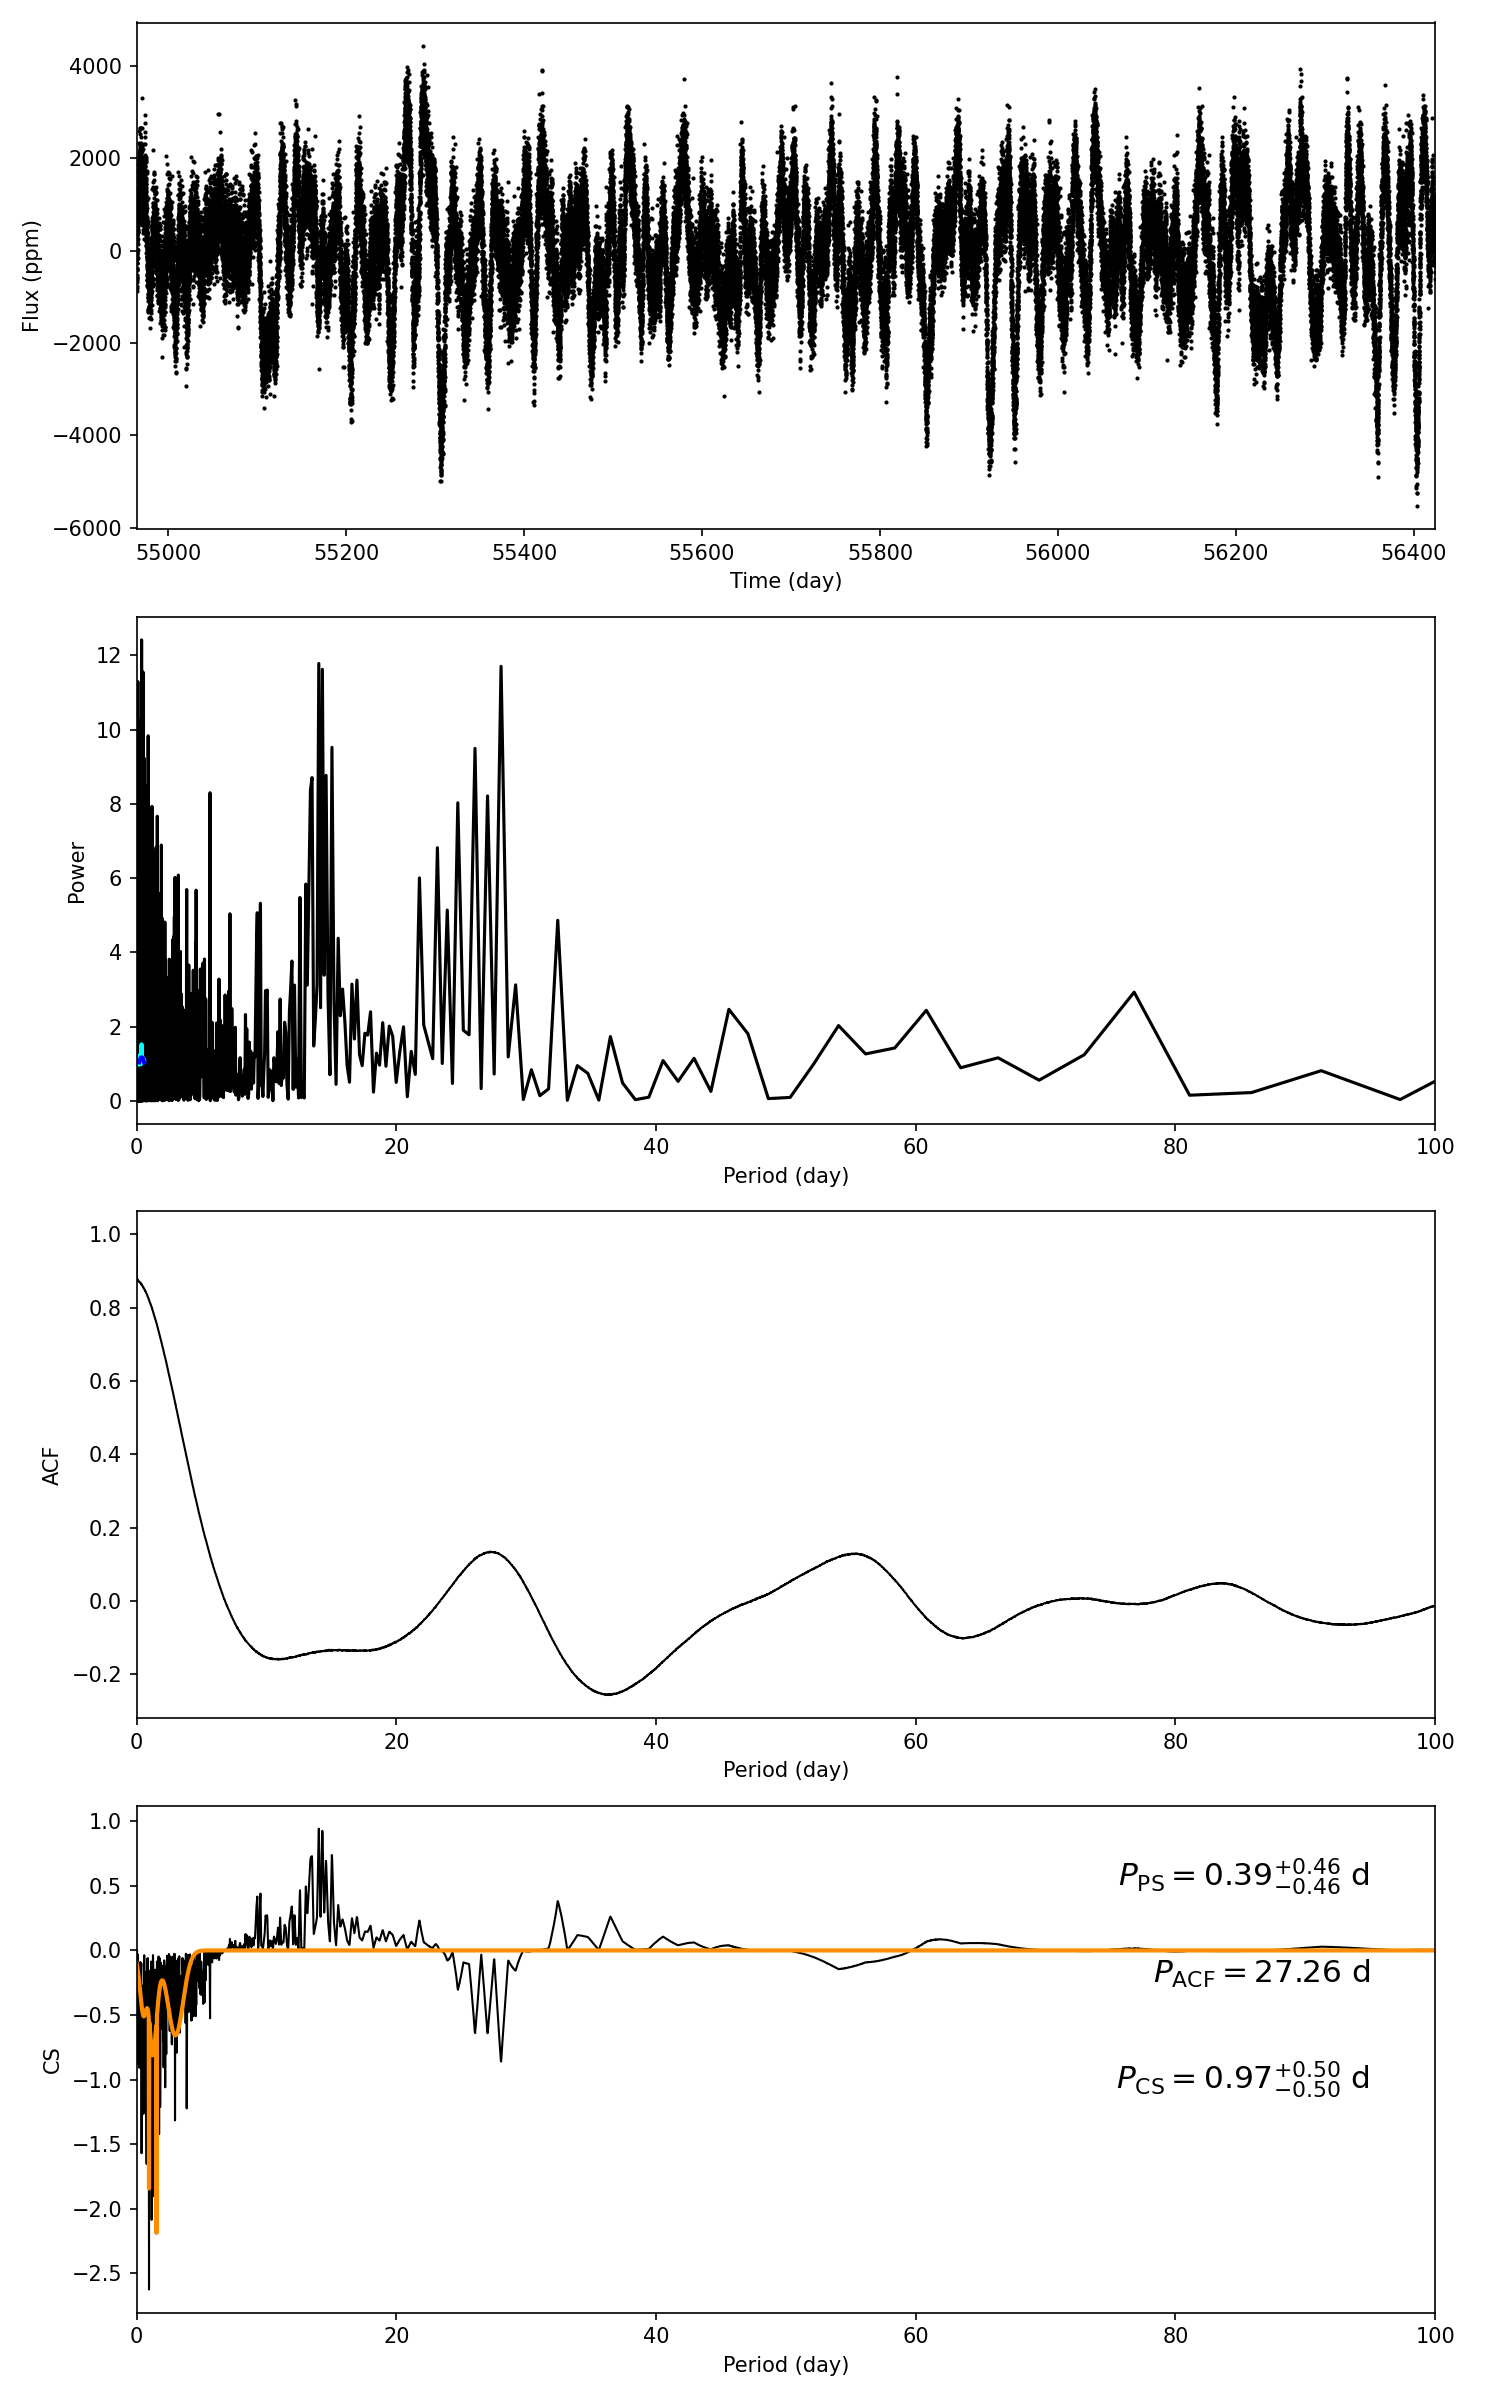 4000
2000
0
−2000
−4000
−6000
Flux (ppm)
55000 55200 55400 55600 55800 56000 56200 56400
Time (day)
12
10
8
6
4
2
0
Power
0 20 40 60 80 100
Period (day)
1.0
0.8
0.6
0.4
0.2
0.0
−0.2
ACF
0 20 40 60 80 100
Period (day)
1.0
0.5
0.0
−0.5
−1.0
−1.5
−2.0
−2.5
CS
P_PS = 0.39^{+0.46}_{−0.46} d
P_ACF = 27.26 d
P_CS = 0.97^{+0.50}_{−0.50} d
0 20 40 60 80 100
Period (day)